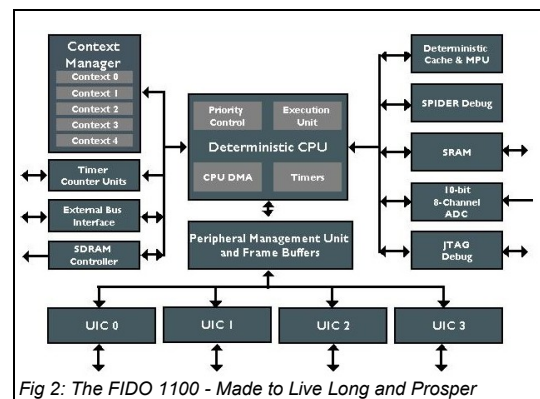 Context
Manager
Context 0
Context 1
Context 2
Context 3
Context 4
Timer
Counter Units
External Bus
Interface
SDRAM
Controller
Priority
Control
Execution
Unit
Deterministic CPU
CPU DMA
Timers
Peripheral Management Unit
and Frame Buffers
Deterministic
Cache & MPU
SPIDER Debug
SRAM
10-bit
8-Channel
ADC
JTAG
Debug
UIC 0
UIC 1
UIC 2
UIC 3
Fig 2: The FIDO 1100 - Made to Live Long and Prosper